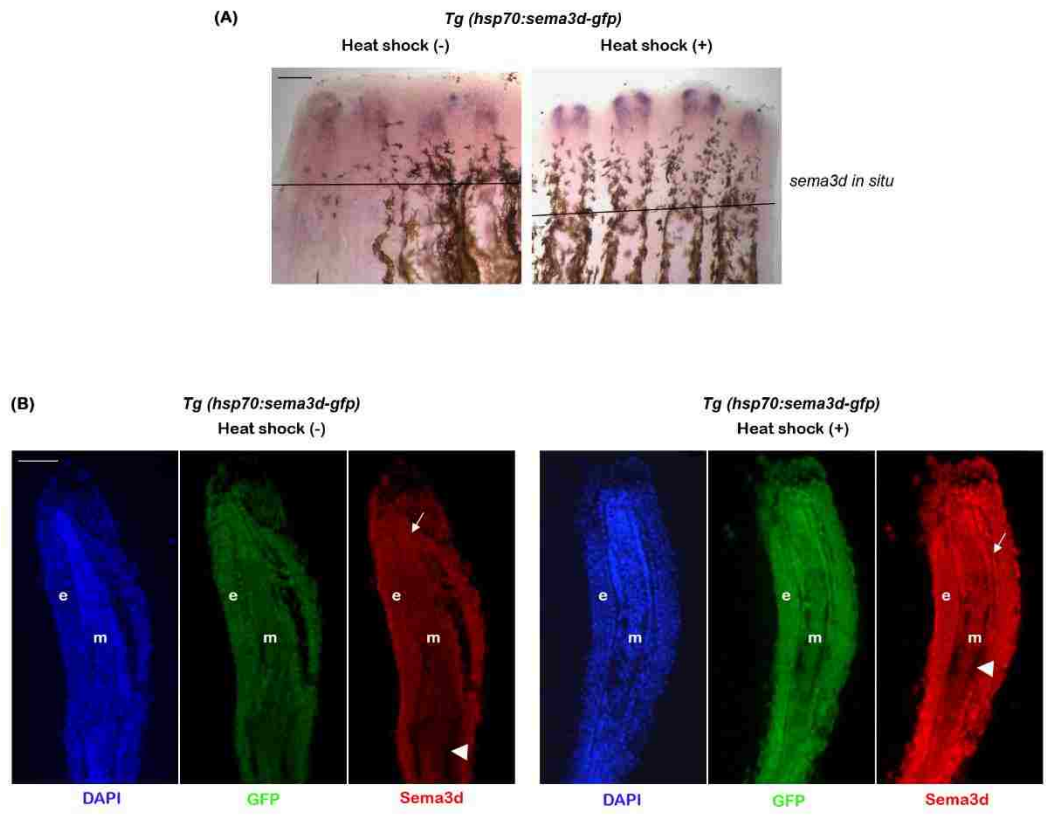 (A)
Tg (hsp70:sema3d-gfp)
Heat shock (-)
Heat shock (+)
sema3d in situ
(B)
Tg (hsp70:sema3d-gfp)
Heat shock (-)
Tg (hsp70:sema3d-gfp)
Heat shock (+)
e
m
e
m
e
m
e
m
e
m
e
m
DAPI
GFP
Sema3d
DAPI
GFP
Sema3d